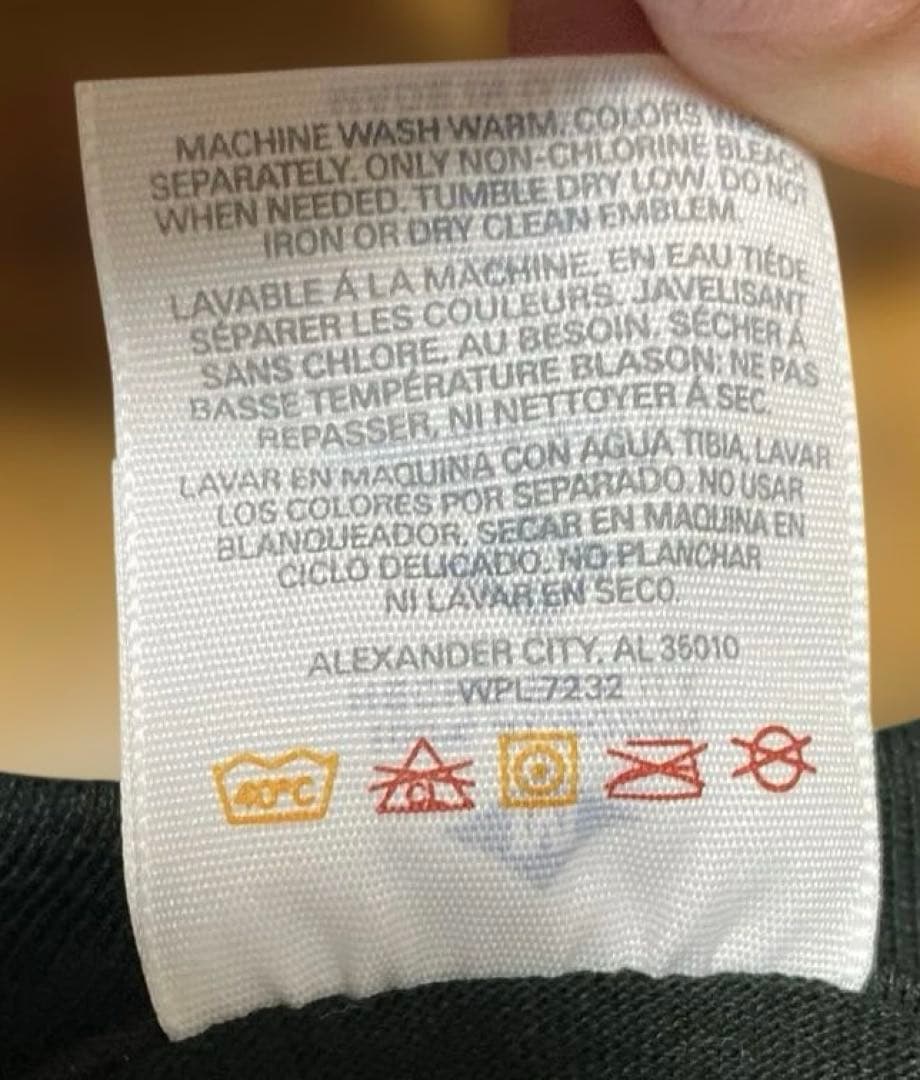 MACHINE WASH WARM. COLORS
SEPARATELY. ONLY NON-CHLORINE BLEACH
WHEN NEEDED. TUMBLE DRY LOW. DO NOT
IRON OR DRY CLEAN EMBLEM.
LAVABLE Á LA MACHINE, EN EAU TIÉDE
SÉPARER LES COULEURS. JAVELISANT
SANS CHLORE, AU BESOIN. SÉCHER Á
BASSE TEMPÉRATURE BLASON: NE PAS
REPASSER, NI NETTOYER Á SEC.
LAVAR EN MAQUINA CON AGUA TIBIA, LAVAR
LOS COLORES POR SEPARADO. NO USAR
BLANQUEADOR, SECAR EN MAQUINA EN
CICLO DELICADO. NO PLANCHAR
NI LAVAR EN SECO.
ALEXANDER CITY, AL 35010
WPL 7232
40°C CL